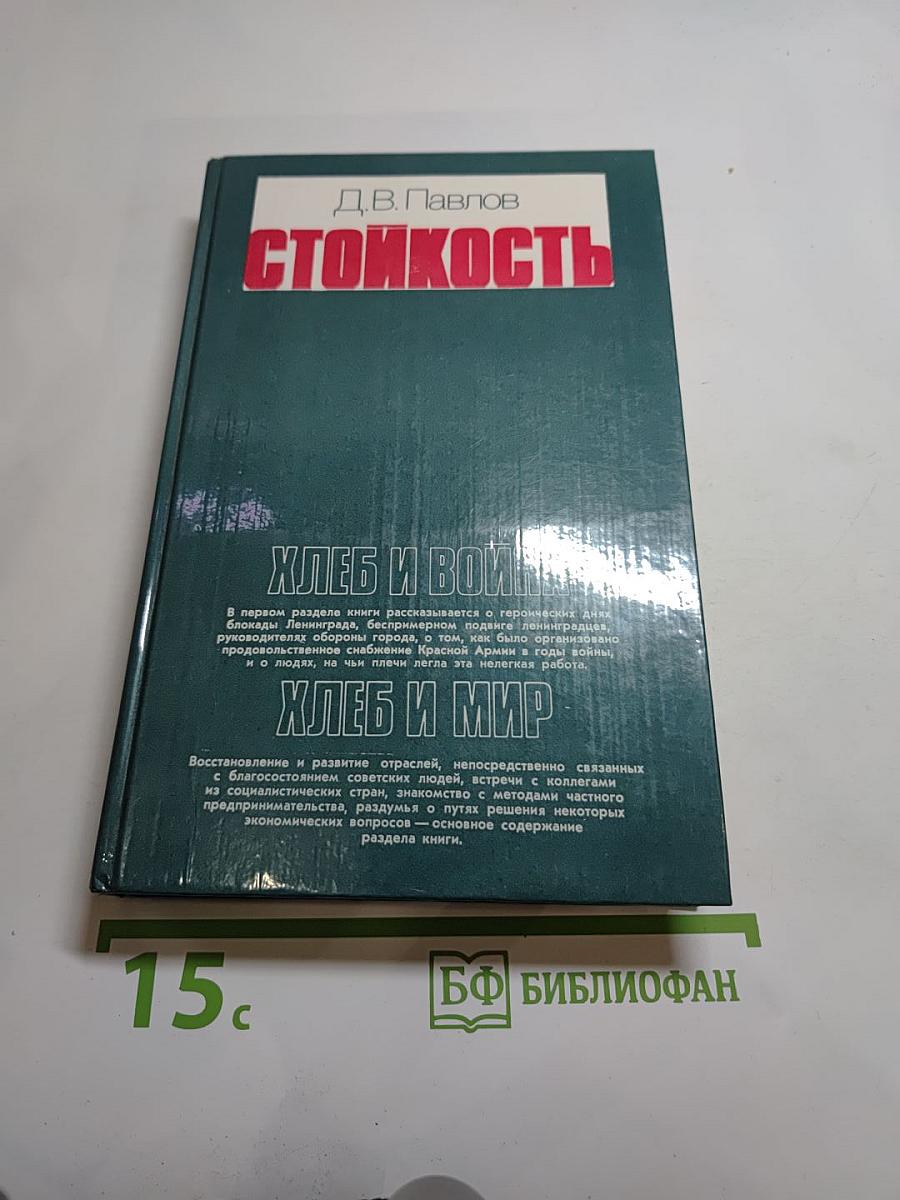 Д.В. Павлов
СТОЙКОСТЬ
ХЛЕБ И ВОЙНА
В первом разделе книги рассказывается о героических днях
блокады Ленинграда, беспримерном подвиге ленинградцев,
руководителях обороны города, о том, как было организовано
продовольственное снабжение Красной Армии в годы войны,
и о людях, на чьи плечи легла эта нелегкая работа.
ХЛЕБ И МИР
Восстановление и развитие отраслей, непосредственно связанных
с благосостоянием советских людей, встречи с коллегами
из социалистических стран, знакомство с методами частного
предпринимательства, раздумья о путях решения некоторых
экономических вопросов — основное содержание
раздела книги.
15 с
БФ БИБЛИОФАН